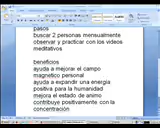 pasos
buscar 2 personas mensualmente
observar y practicar con los videos
meditativos
beneficios
ayuda a mejorar el campo
magnético personal
ayuda a expandir una energía
positiva para la humanidad
mejora el estado de animo
contribuye positivamente con la
concentración